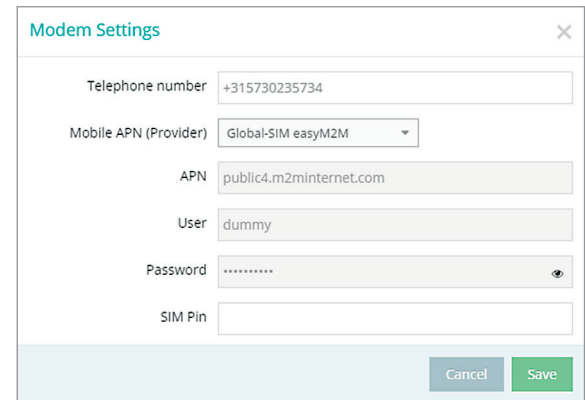 Modem Settings ×
Telephone number +315730235734
Mobile APN (Provider) Global-SIM easyM2M
APN public4.m2minternet.com
User dummy
Password ••••••••••
SIM Pin
Cancel Save